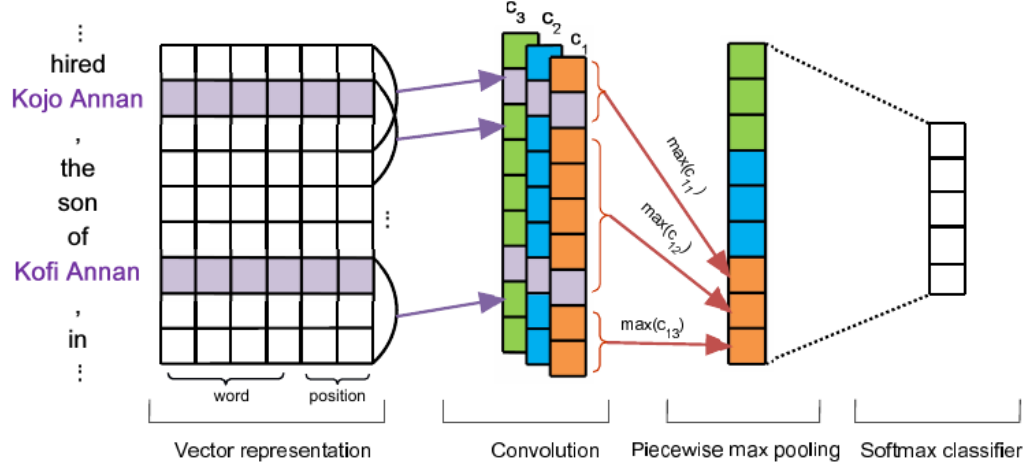 ...
hired
Kojo Annan
,
the
son
of
Kofi Annan
,
in
...
word
position
Vector representation
...
c3
c2
c1
Convolution
max(c11)
max(c12)
max(c13)
Piecewise max pooling
Softmax classifier